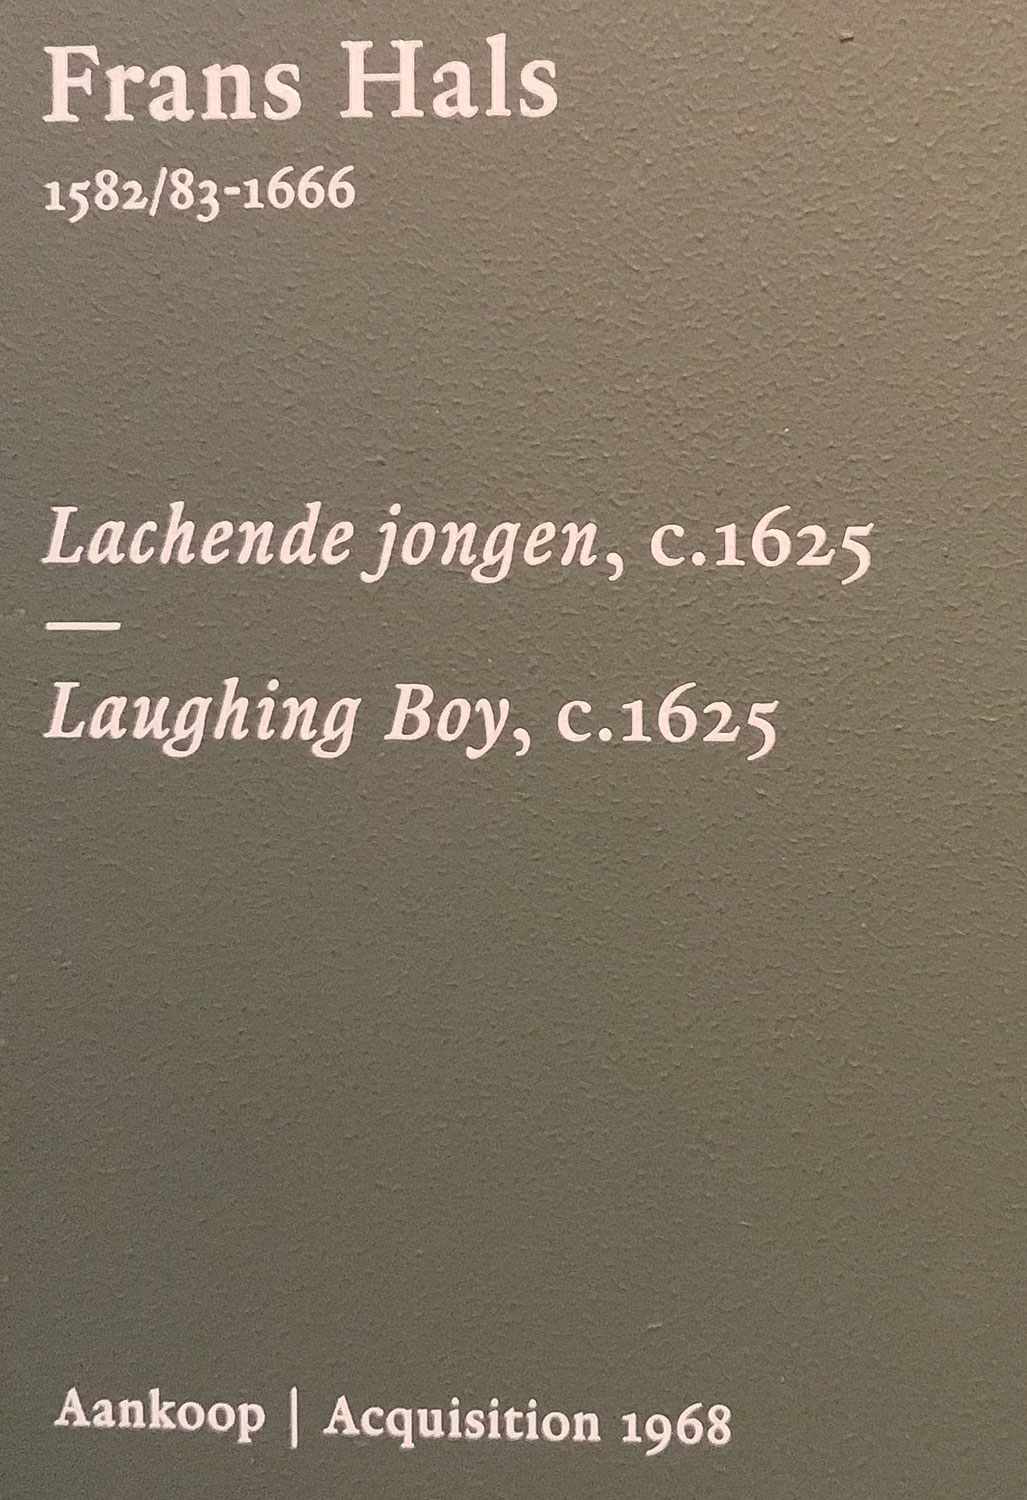 Frans Hals
1582/83-1666
Lachende jongen, c.1625
—
Laughing Boy, c.1625
Aankoop | Acquisition 1968